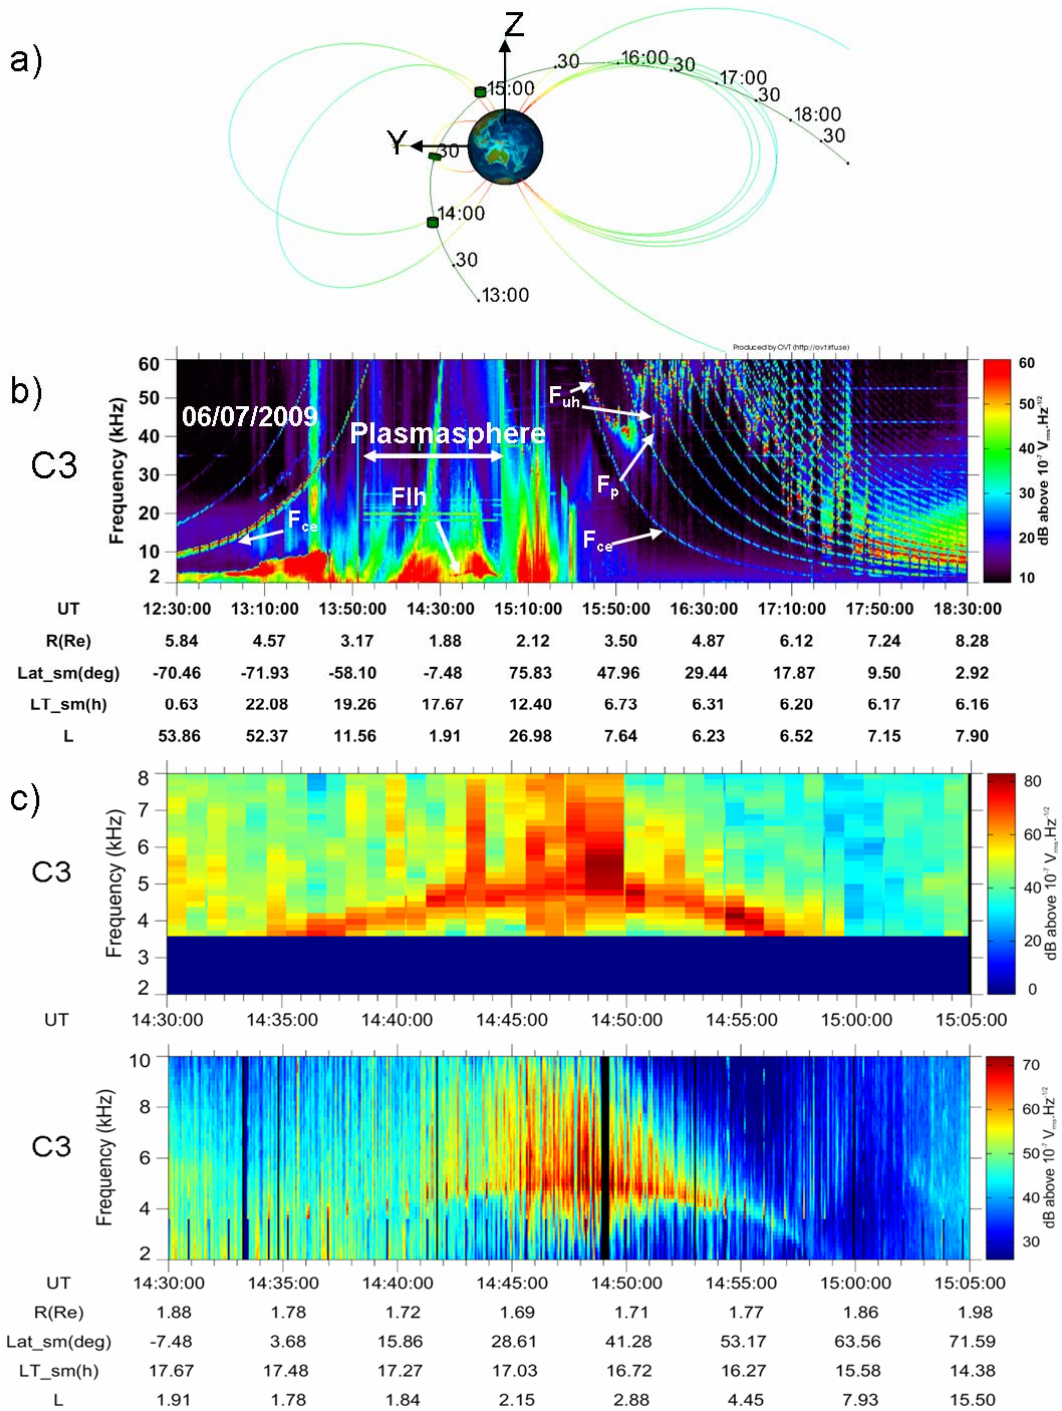 a)
Z
Y
15:00
30
16:00
30
17:00
30
18:00
30
30
14:00
30
13:00
Produced by OVT (http://ovt.irfu.se)
b)
C3
06/07/2009
Plasmasphere
Flh
Fce
Fuh
Fp
Fce
Frequency (kHz)
60
50
40
30
20
10
2
60
50
40
30
20
10
dB above 10⁻⁷ Vrms.Hz⁻¹ᐟ²
UT 12:30:00 13:10:00 13:50:00 14:30:00 15:10:00 15:50:00 16:30:00 17:10:00 17:50:00 18:30:00
R(Re) 5.84 4.57 3.17 1.88 2.12 3.50 4.87 6.12 7.24 8.28
Lat_sm(deg) -70.46 -71.93 -58.10 -7.48 75.83 47.96 29.44 17.87 9.50 2.92
LT_sm(h) 0.63 22.08 19.26 17.67 12.40 6.73 6.31 6.20 6.17 6.16
L 53.86 52.37 11.56 1.91 26.98 7.64 6.23 6.52 7.15 7.90
c)
C3
Frequency (kHz)
8
7
6
5
4
3
2
80
60
40
20
0
dB above 10⁻⁷ Vrms.Hz⁻¹ᐟ²
UT 14:30:00 14:35:00 14:40:00 14:45:00 14:50:00 14:55:00 15:00:00 15:05:00
C3
Frequency (kHz)
10
8
6
4
2
70
60
50
40
30
dB above 10⁻⁷ Vrms.Hz⁻¹ᐟ²
UT 14:30:00 14:35:00 14:40:00 14:45:00 14:50:00 14:55:00 15:00:00 15:05:00
R(Re) 1.88 1.78 1.72 1.69 1.71 1.77 1.86 1.98
Lat_sm(deg) -7.48 3.68 15.86 28.61 41.28 53.17 63.56 71.59
LT_sm(h) 17.67 17.48 17.27 17.03 16.72 16.27 15.58 14.38
L 1.91 1.78 1.84 2.15 2.88 4.45 7.93 15.50